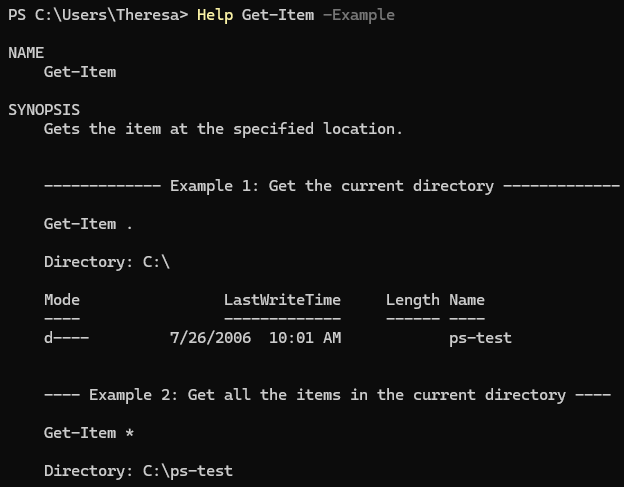 PS C:\Users\Theresa> Help Get-Item -Example
NAME
Get-Item
SYNOPSIS
Gets the item at the specified location.
------------- Example 1: Get the current directory -------------
Get-Item .
Directory: C:\
Mode                LastWriteTime     Length Name
----                -------------     ------ ----
d----         7/26/2006  10:01 AM            ps-test
---- Example 2: Get all the items in the current directory ----
Get-Item *
Directory: C:\ps-test